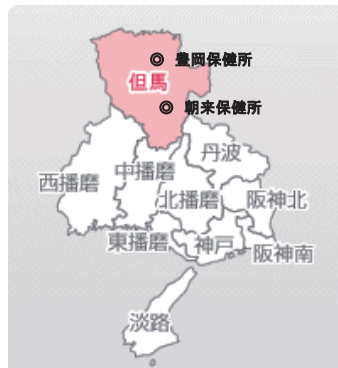 ◎ 豊岡保健所
但馬
◎ 朝来保健所
丹波
中播磨
西播磨
北播磨
阪神北
東播磨
神戸
阪神南
淡路